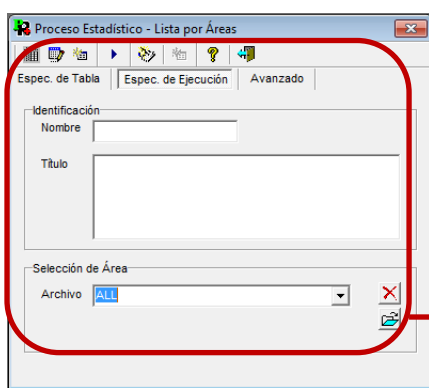 Proceso Estadístico - Lista por Áreas
Espec. de Tabla Espec. de Ejecución Avanzado
Identificación
Nombre
Título
Selección de Área
Archivo ALL